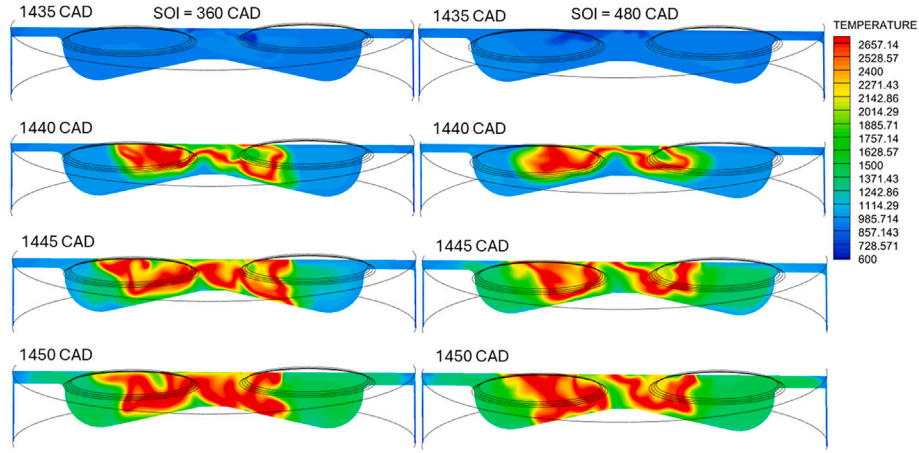 1435 CAD SOI = 360 CAD
1435 CAD SOI = 480 CAD
TEMPERATURE
2657.14
2528.57
2400
2271.43
2142.86
2014.29
1885.71
1757.14
1628.57
1500
1371.43
1242.86
1114.29
985.714
857.143
728.571
600
1440 CAD
1440 CAD
1445 CAD
1445 CAD
1450 CAD
1450 CAD